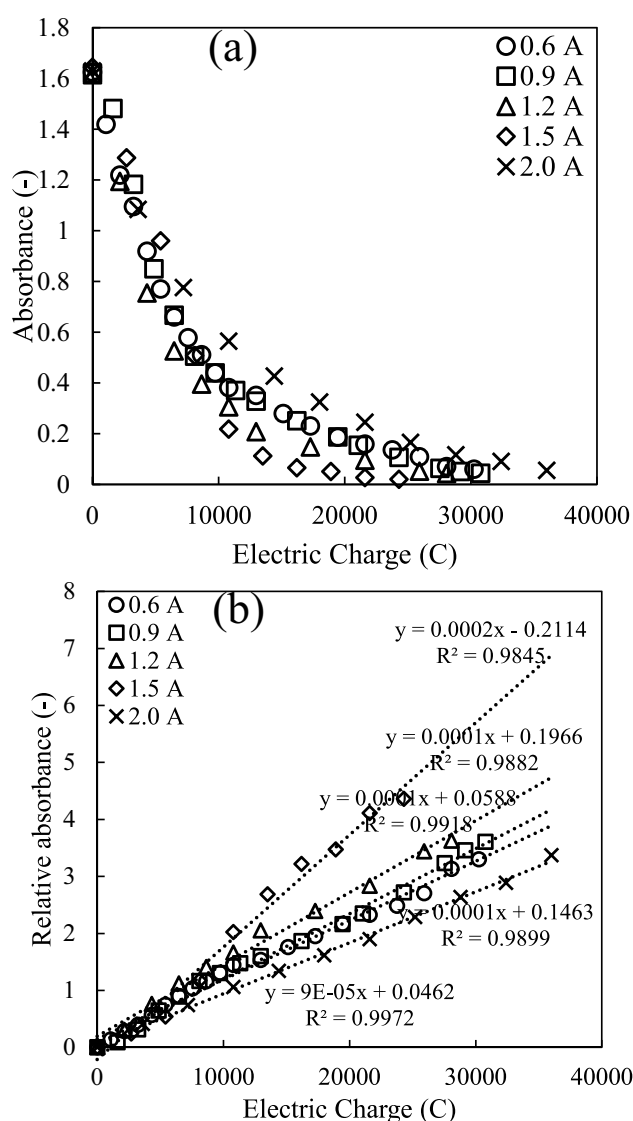 (a)
1.8
1.6
1.4
1.2
1
0.8
0.6
0.4
0.2
0
Absorbance (-)
0.6 A
0.9 A
1.2 A
1.5 A
2.0 A
0 10000 20000 30000 40000
Electric Charge (C)
(b)
8
7
6
5
4
3
2
1
0
Relative absorbance (-)
0.6 A
0.9 A
1.2 A
1.5 A
2.0 A
y = 0.0002x - 0.2114
R² = 0.9845
y = 0.0001x + 0.1966
R² = 0.9882
y = 0.0001x + 0.0588
R² = 0.9918
y = 0.0001x + 0.1463
R² = 0.9899
y = 9E-05x + 0.0462
R² = 0.9972
0 10000 20000 30000 40000
Electric Charge (C)